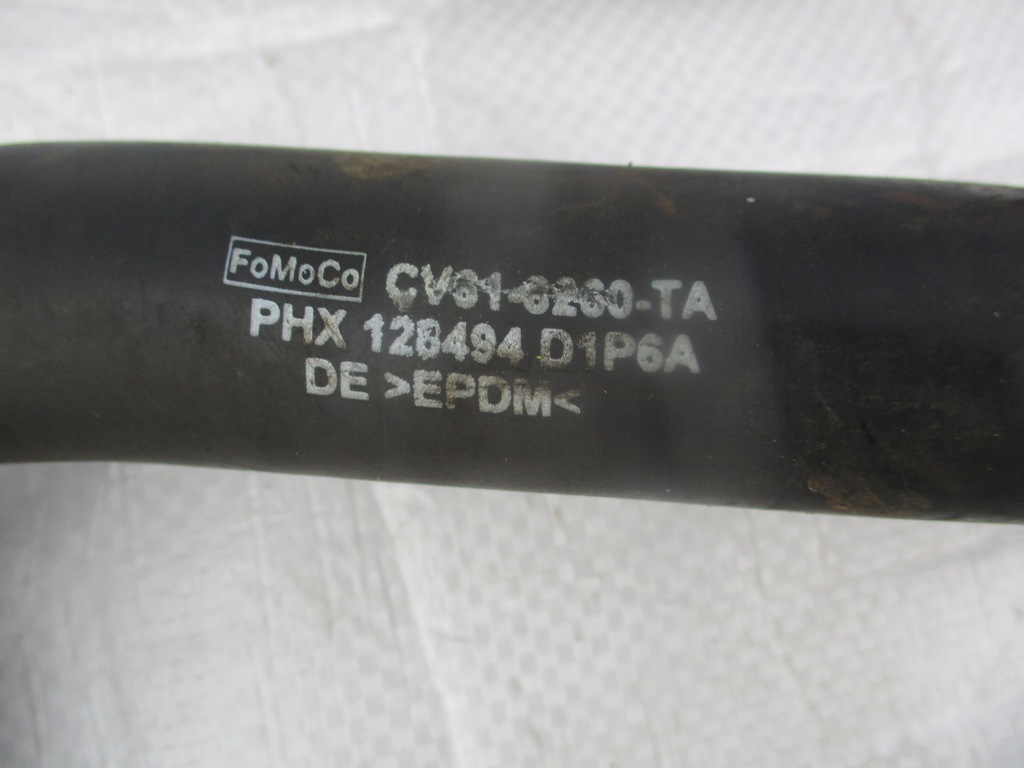 FoMoCo CV61-8260-TA
PHX 128494 D1P6A
DE >EPDM<